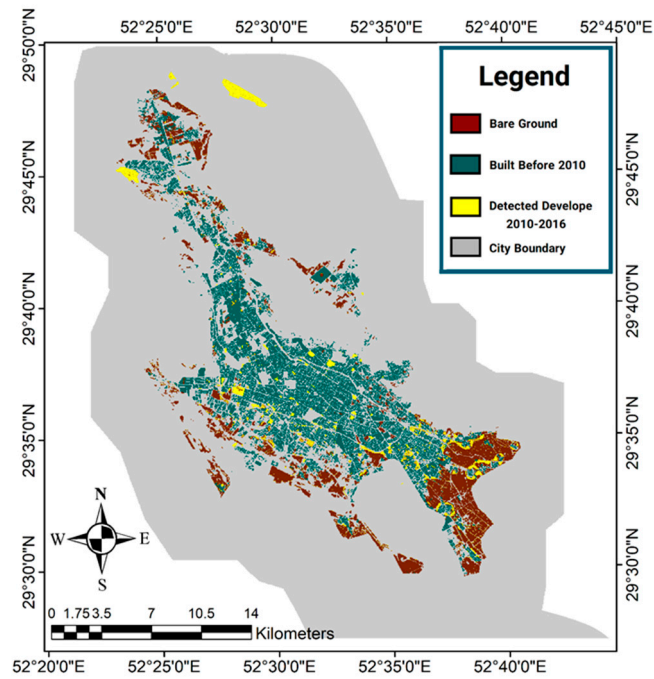 52°25'0"E 52°30'0"E 52°35'0"E 52°40'0"E 52°45'0"E
29°50'0"N
29°45'0"N
29°40'0"N
29°35'0"N
29°30'0"N
Legend
Bare Ground
Built Before 2010
Detected Develope
2010-2016
City Boundary
29°45'0"N
29°40'0"N
29°35'0"N
29°30'0"N
N
W E
S
0 1.75 3.5 7 10.5 14
Kilometers
52°20'0"E 52°25'0"E 52°30'0"E 52°35'0"E 52°40'0"E